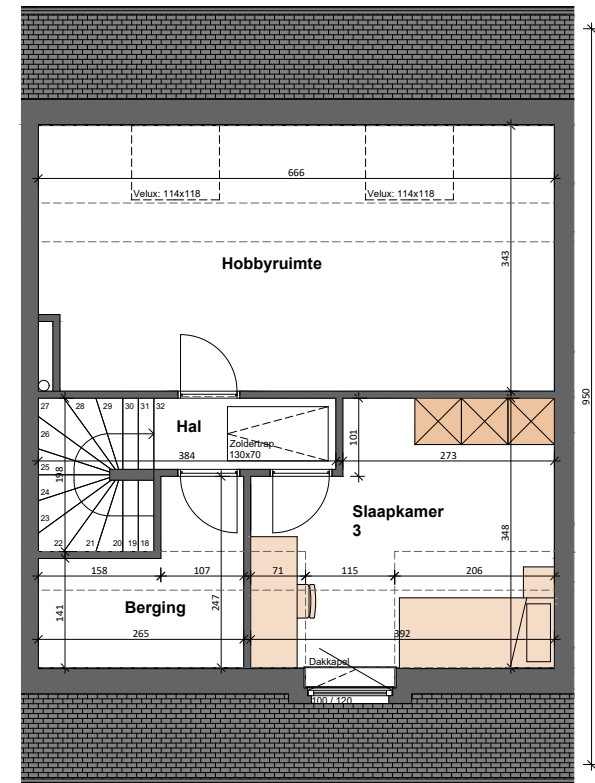 666
Velux: 114x118
Velux: 114x118
Hobbyruimte
343
950
27 28 29 30 31 32
26
25
24
23
22 21 20 19 18
198
Hal
Zoldertrap
130x70
384
101
273
Slaapkamer
3
348
158
107
71
115
206
141
Berging
247
265
392
Dakkapel
100 / 120